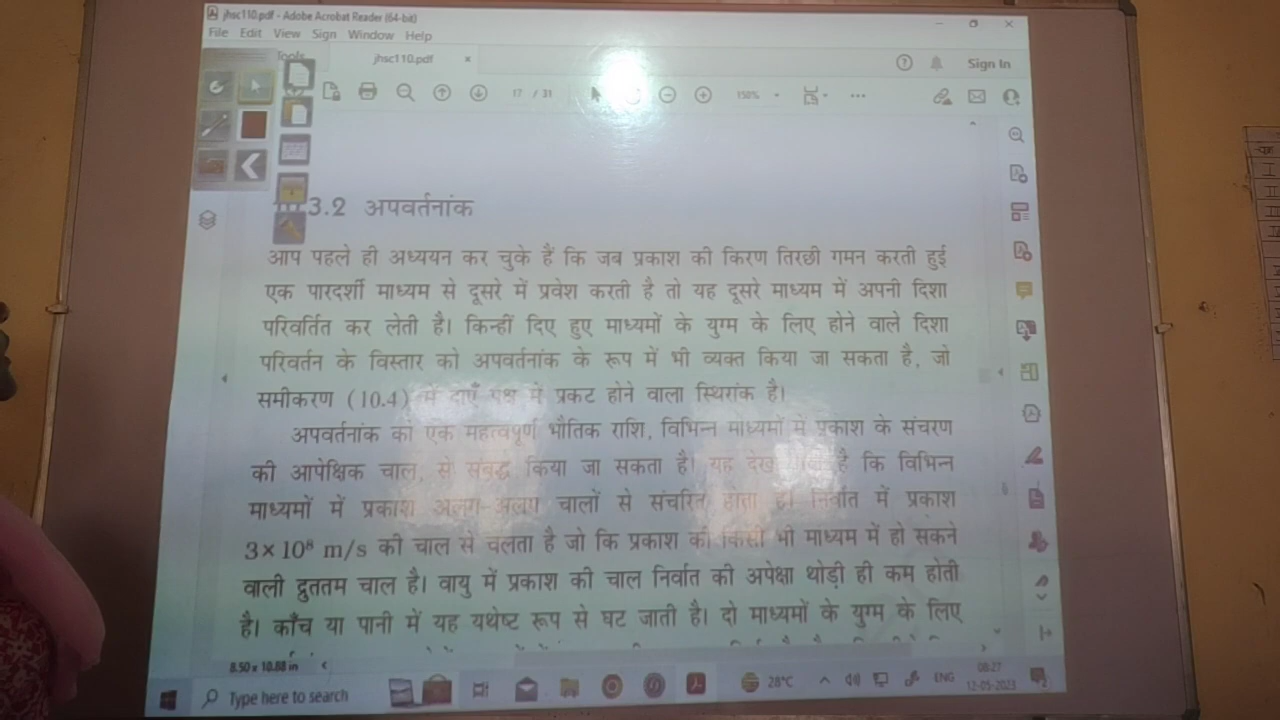 jhsc110.pdf - Adobe Acrobat Reader (64-bit)
File Edit View Sign Window Help
Tools
jhsc110.pdf
Sign In
17 / 31
150%
3.2 अपवर्तनांक
आप पहले ही अध्ययन कर चुके हैं कि जब प्रकाश की किरण तिरछी गमन करती हुई
एक पारदर्शी माध्यम से दूसरे में प्रवेश करती है तो यह दूसरे माध्यम में अपनी दिशा
परिवर्तित कर लेती है। किन्हीं दिए हुए माध्यमों के युग्म के लिए होने वाले दिशा
परिवर्तन के विस्तार को अपवर्तनांक के रूप में भी व्यक्त किया जा सकता है, जो
समीकरण (10.4) में दाएँ पक्ष में प्रकट होने वाला स्थिरांक है।
अपवर्तनांक को एक महत्वपूर्ण भौतिक राशि, विभिन्न माध्यमों में प्रकाश के संचरण
की आपेक्षिक चाल, से संबद्ध किया जा सकता है। यह देखा है कि विभिन्न
माध्यमों में प्रकाश अलग-अलग चालों से संचरित होता है। निर्वात में प्रकाश
3×10⁸ m/s की चाल से चलता है जो कि प्रकाश की किसी भी माध्यम में हो सकने
वाली द्रुततम चाल है। वायु में प्रकाश की चाल निर्वात की अपेक्षा थोड़ी ही कम होती
है। काँच या पानी में यह यथेष्ट रूप से घट जाती है। दो माध्यमों के युग्म के लिए
8.50 x 10.88 in
Type here to search
28°C
ENG
08:27
12-05-2023